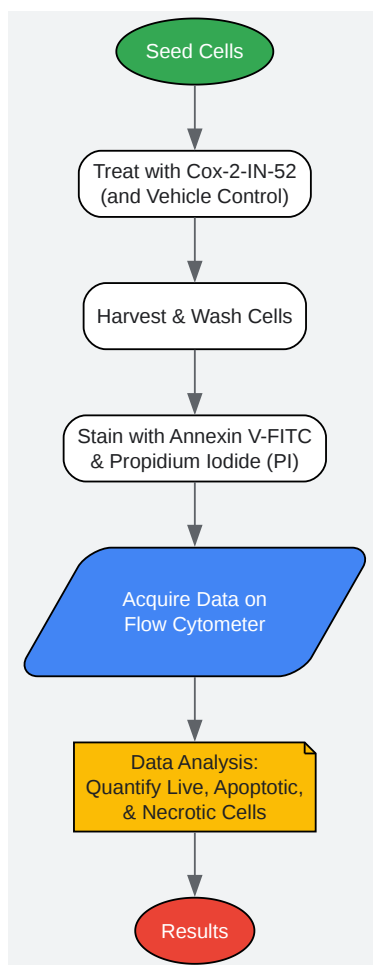 Seed Cells
Treat with Cox-2-IN-52
(and Vehicle Control)
Harvest & Wash Cells
Stain with Annexin V-FITC
& Propidium Iodide (PI)
Acquire Data on
Flow Cytometer
Data Analysis:
Quantify Live, Apoptotic,
& Necrotic Cells
Results